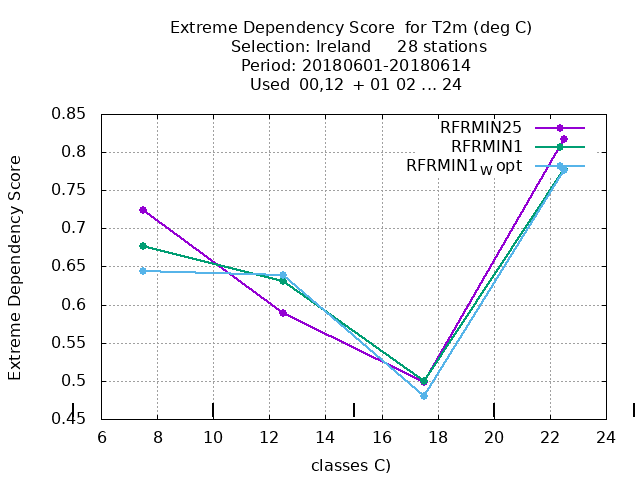 Extreme Dependency Score  for T2m (deg C)
Selection: Ireland     28 stations
Period: 20180601-20180614
Used  00,12  + 01 02 ... 24
0.85
0.8
0.75
0.7
0.65
0.6
0.55
0.5
0.45
Extreme Dependency Score
RFRMIN25
RFRMIN1
RFRMIN1W opt
6 8 10 12 14 16 18 20 22 24
classes C)